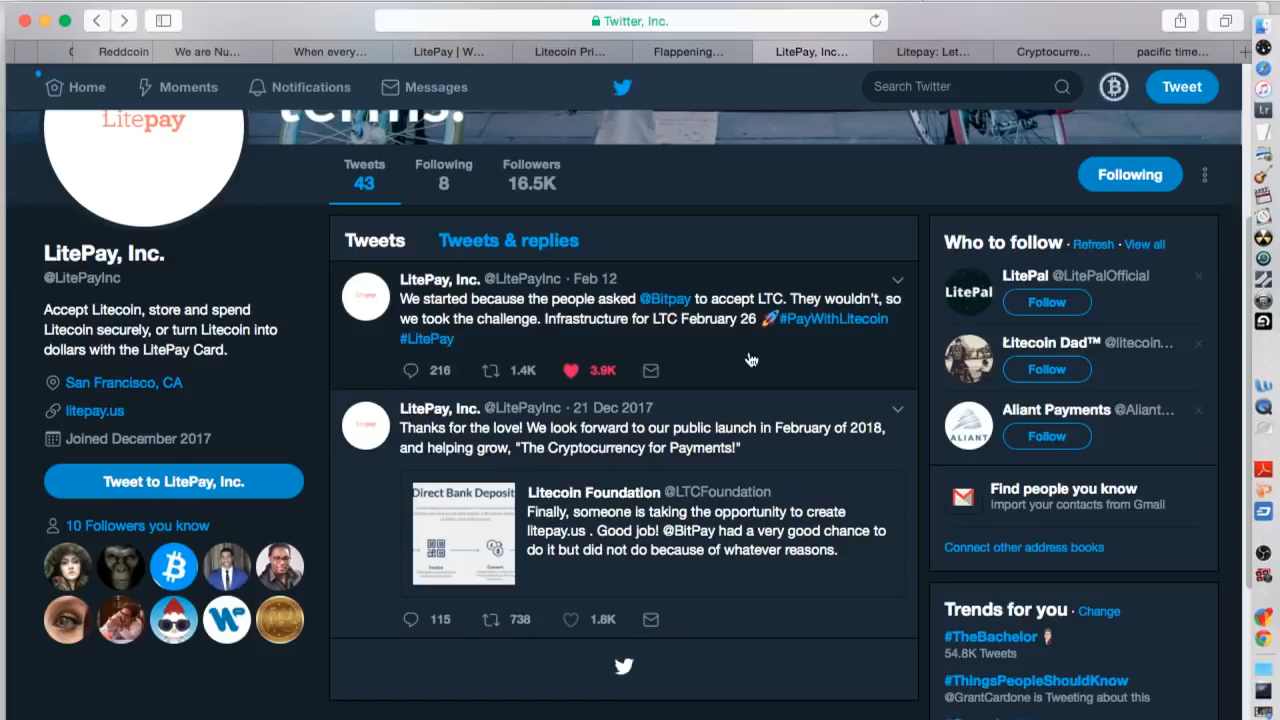 Twitter, Inc.
Reddcoin
We are Nu...
When every...
LitePay | W...
Litecoin Pri...
Flappening...
LitePay, Inc...
Litepay: Let...
Cryptocurre...
pacific time...
Home
Moments
Notifications
Messages
Search Twitter
Tweet
Litepay
terms.
Tweets
43
Following
8
Followers
16.5K
Following
LitePay, Inc.
@LitePayInc
Accept Litecoin, store and spend
Litecoin securely, or turn Litecoin into
dollars with the LitePay Card.
San Francisco, CA
litepay.us
Joined December 2017
Tweet to LitePay, Inc.
10 Followers you know
Tweets
Tweets & replies
LitePay, Inc. @LitePayInc · Feb 12
We started because the people asked @Bitpay to accept LTC. They wouldn't, so
we took the challenge. Infrastructure for LTC February 26 🚀#PayWithLitecoin
#LitePay
216
1.4K
3.9K
LitePay, Inc. @LitePayInc · 21 Dec 2017
Thanks for the love! We look forward to our public launch in February of 2018,
and helping grow, "The Cryptocurrency for Payments!"
Direct Bank Deposit
Litecoin Foundation @LTCFoundation
Finally, someone is taking the opportunity to create
litepay.us . Good job! @BitPay had a very good chance to
do it but did not do because of whatever reasons.
115
738
1.8K
Who to follow · Refresh · View all
LitePal @LitePalOfficial
LitePal
Follow
Łitecoin Dad™ @litecoin...
Follow
Aliant Payments @Aliant...
ALIANT
Follow
Find people you know
Import your contacts from Gmail
Connect other address books
Trends for you · Change
#TheBachelor
54.8K Tweets
#ThingsPeopleShouldKnow
@GrantCardone is Tweeting about this
Lr